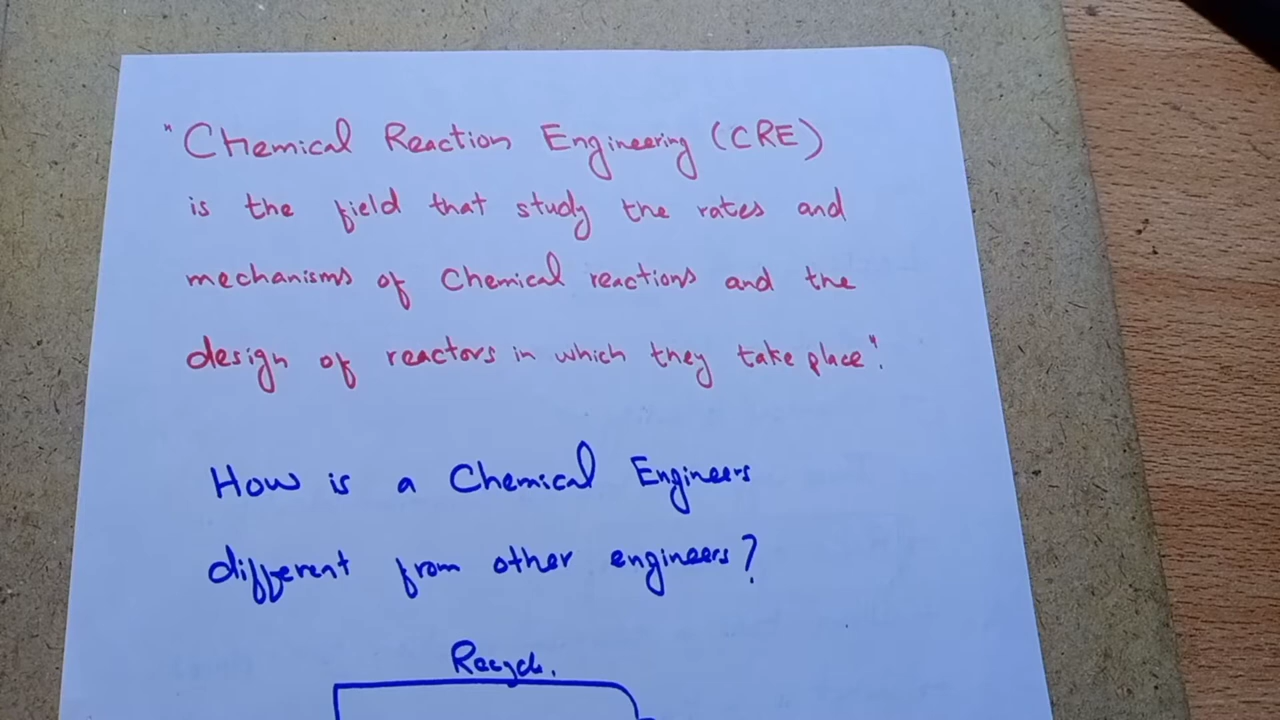 "Chemical Reaction Engineering (CRE)
is the field that study the rates and
mechanisms of Chemical reactions and the
design of reactors in which they take place".
How is a Chemical Engineers
different from other engineers?
Recycle.